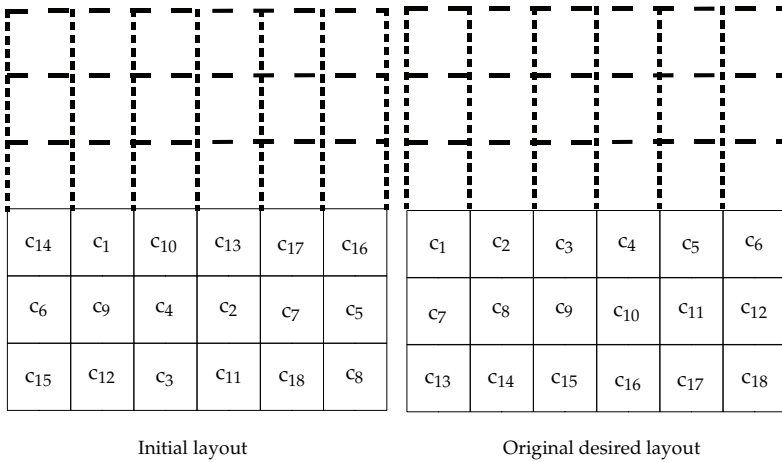 c14 c1 c10 c13 c17 c16
c6 c9 c4 c2 c7 c5
c15 c12 c3 c11 c18 c8
Initial layout
c1 c2 c3 c4 c5 c6
c7 c8 c9 c10 c11 c12
c13 c14 c15 c16 c17 c18
Original desired layout